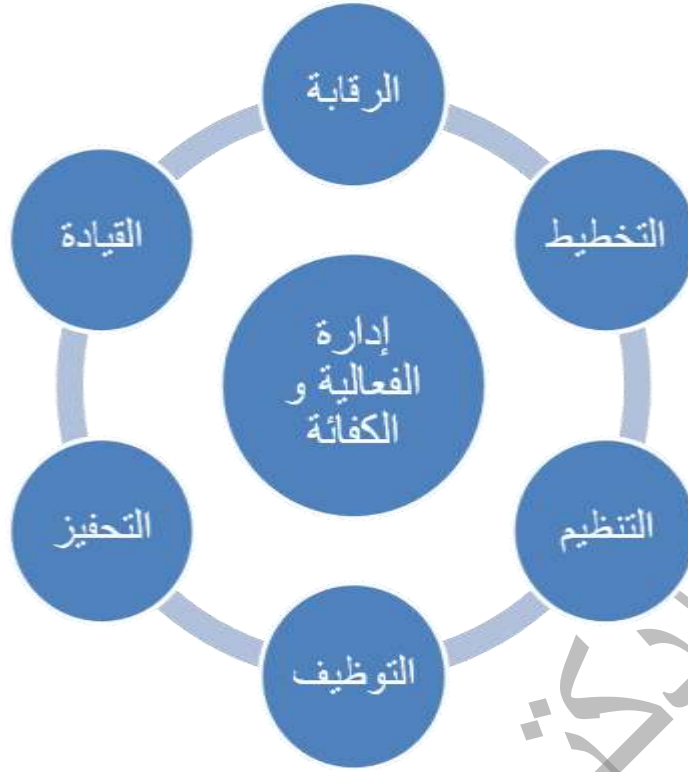 الرقابة
التخطيط
التنظيم
التوظيف
التحفيز
القيادة
إدارة
الفعالية و
الكفائة